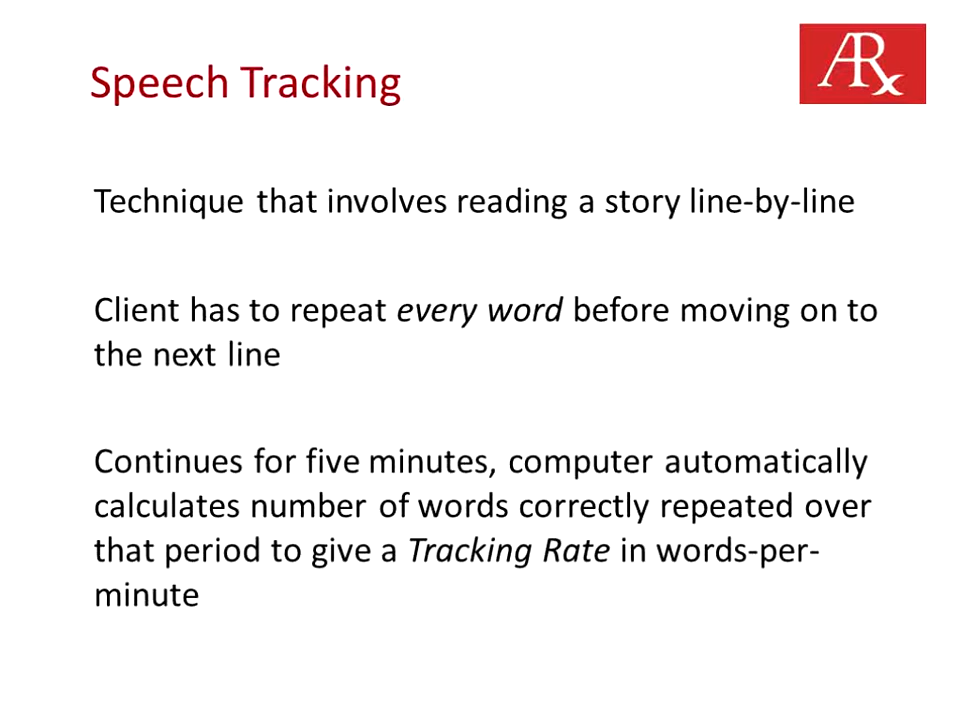 Speech Tracking
ARx
Technique that involves reading a story line-by-line
Client has to repeat every word before moving on to
the next line
Continues for five minutes, computer automatically
calculates number of words correctly repeated over
that period to give a Tracking Rate in words-per-
minute